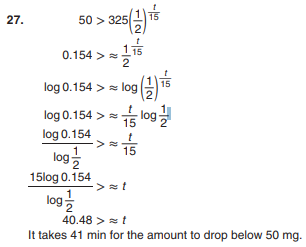 27. 50 > 325(1/2)^(t/15)
0.154 > ≈ 1/2^(t/15)
log 0.154 > ≈ log (1/2)^(t/15)
log 0.154 > ≈ t/15 log 1/2
log 0.154 / log 1/2 > ≈ t/15
15log 0.154 / log 1/2 > ≈ t
40.48 > ≈ t
It takes 41 min for the amount to drop below 50 mg.